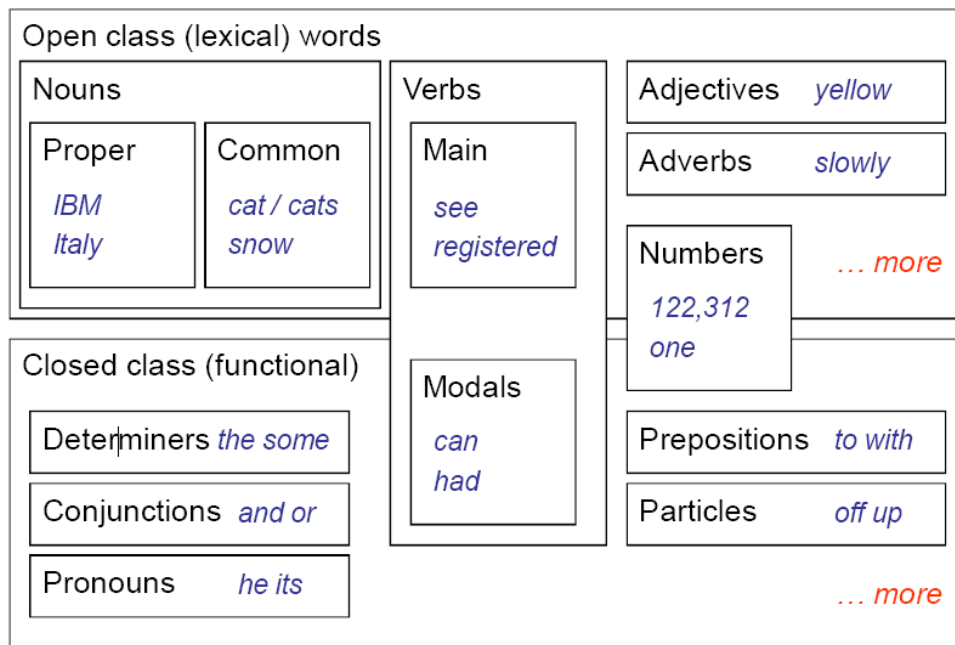 Open class (lexical) words
Nouns
Proper
IBM
Italy
Common
cat / cats
snow
Verbs
Main
see
registered
Adjectives yellow
Adverbs slowly
Numbers
122,312
one
… more
Closed class (functional)
Determiners the some
Conjunctions and or
Pronouns he its
Modals
can
had
Prepositions to with
Particles off up
… more